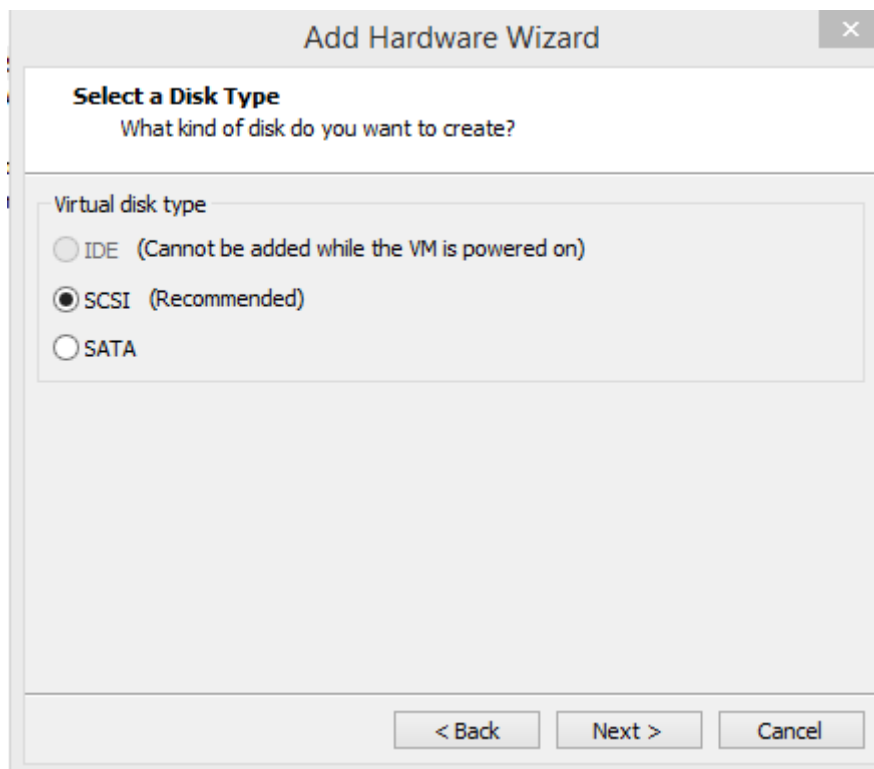 Add Hardware Wizard
Select a Disk Type
What kind of disk do you want to create?
Virtual disk type
IDE (Cannot be added while the VM is powered on)
SCSI (Recommended)
SATA
< Back Next > Cancel